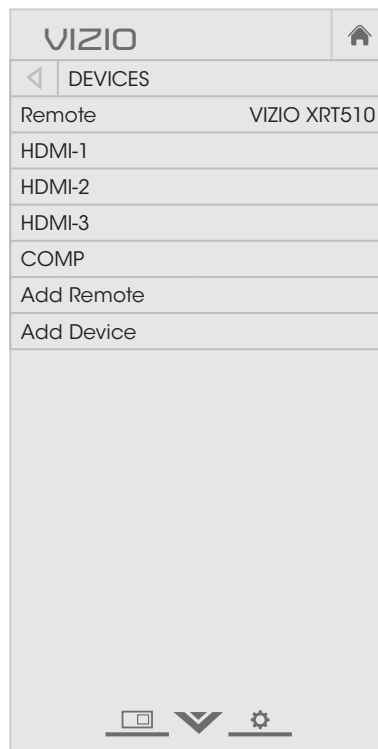 VIZIO
DEVICES
Remote VIZIO XRT510
HDMI-1
HDMI-2
HDMI-3
COMP
Add Remote
Add Device